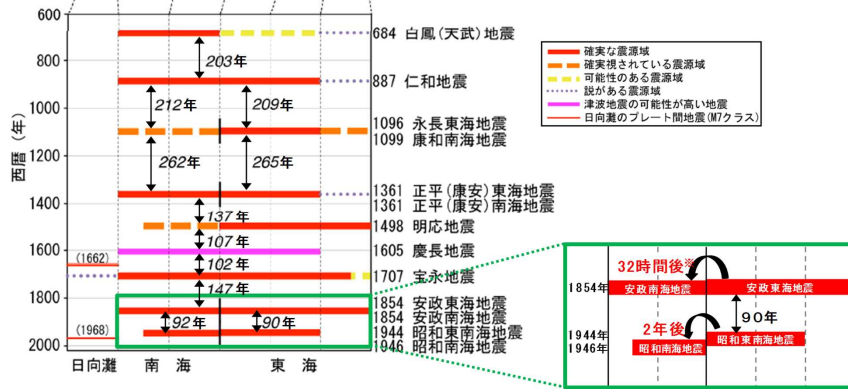 600
800
1000
1200
1400
1600
1800
2000
西暦(年)
684 白鳳(天武)地震
203年
887 仁和地震
212年
209年
1096 永長東海地震
1099 康和南海地震
262年
265年
1361 正平(康安)東海地震
1361 正平(康安)南海地震
137年
1498 明応地震
107年
1605 慶長地震
(1662)
102年
1707 宝永地震
147年
1854 安政東海地震
1854 安政南海地震
92年
90年
1944 昭和東南海地震
1946 昭和南海地震
(1968)
日向灘 南 海 東 海
確実な震源域
確実視されている震源域
可能性のある震源域
説がある震源域
津波地震の可能性が高い地震
日向灘のプレート間地震(M7クラス)
32時間後※
1854年
安政南海地震
安政東海地震
90年
2年後
1944年
1946年
昭和東南海地震
昭和南海地震